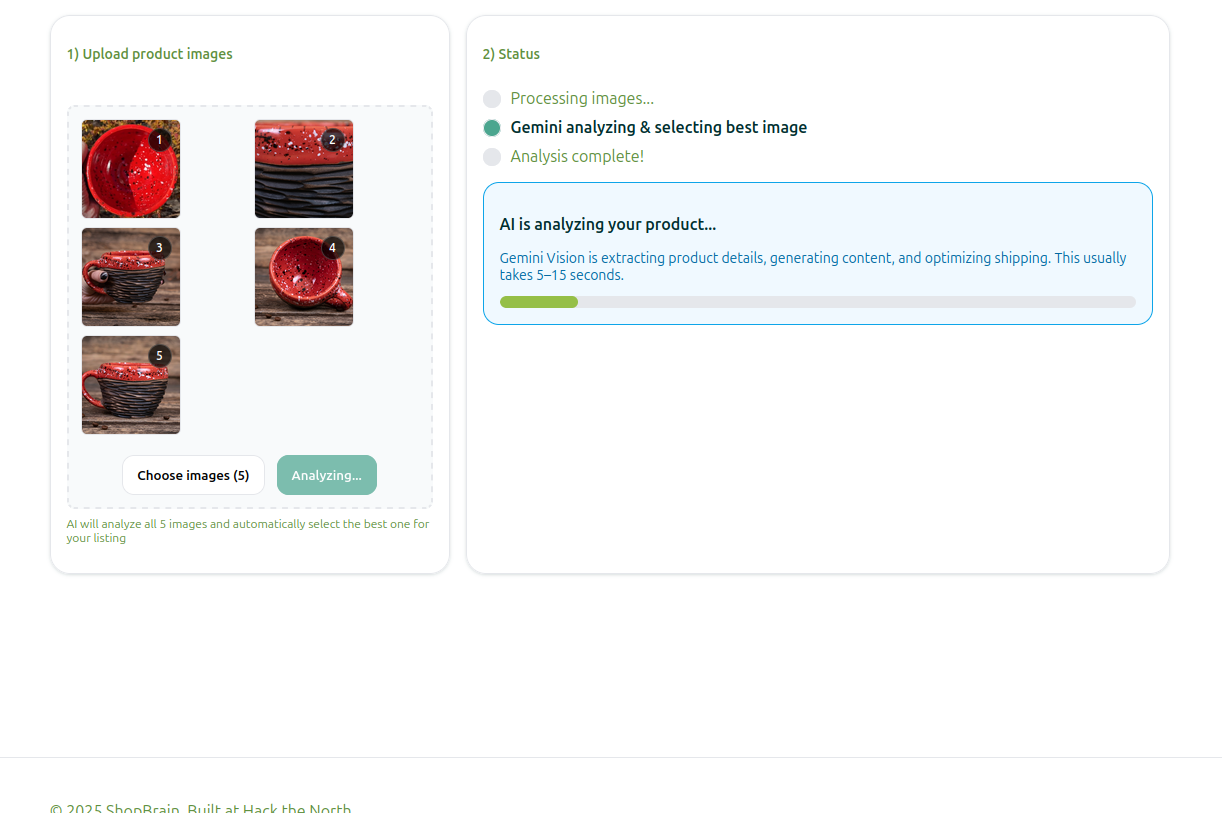 1) Upload product images
1
2
3
4
5
Choose images (5)
Analyzing...
AI will analyze all 5 images and automatically select the best one for
your listing
2) Status
Processing images...
Gemini analyzing & selecting best image
Analysis complete!
AI is analyzing your product...
Gemini Vision is extracting product details, generating content, and optimizing shipping. This usually
takes 5–15 seconds.
© 2025 ShopBrain. Built at Hack the North